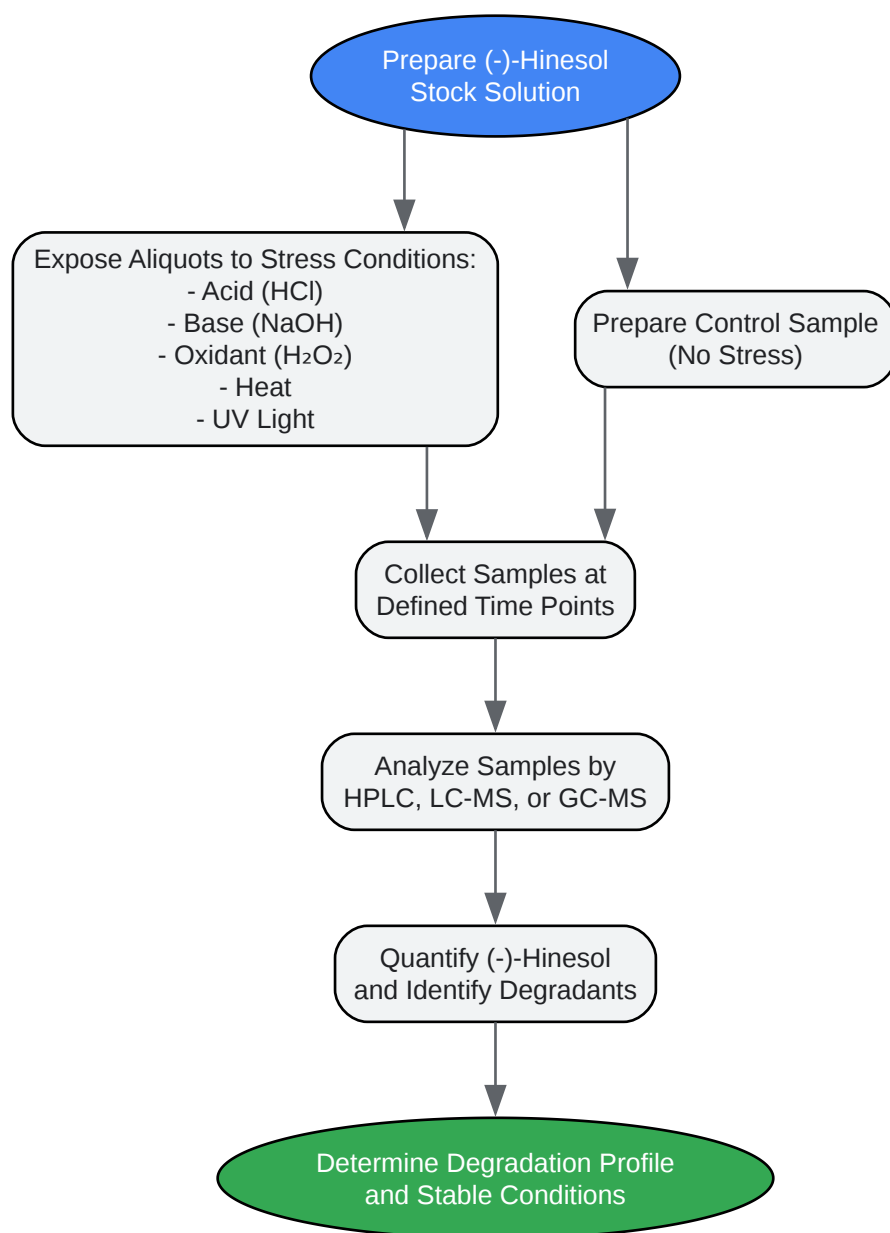 Prepare (-)-Hinesol
Stock Solution
Expose Aliquots to Stress Conditions:
- Acid (HCl)
- Base (NaOH)
- Oxidant (H₂O₂)
- Heat
- UV Light
Prepare Control Sample
(No Stress)
Collect Samples at
Defined Time Points
Analyze Samples by
HPLC, LC-MS, or GC-MS
Quantify (-)-Hinesol
and Identify Degradants
Determine Degradation Profile
and Stable Conditions